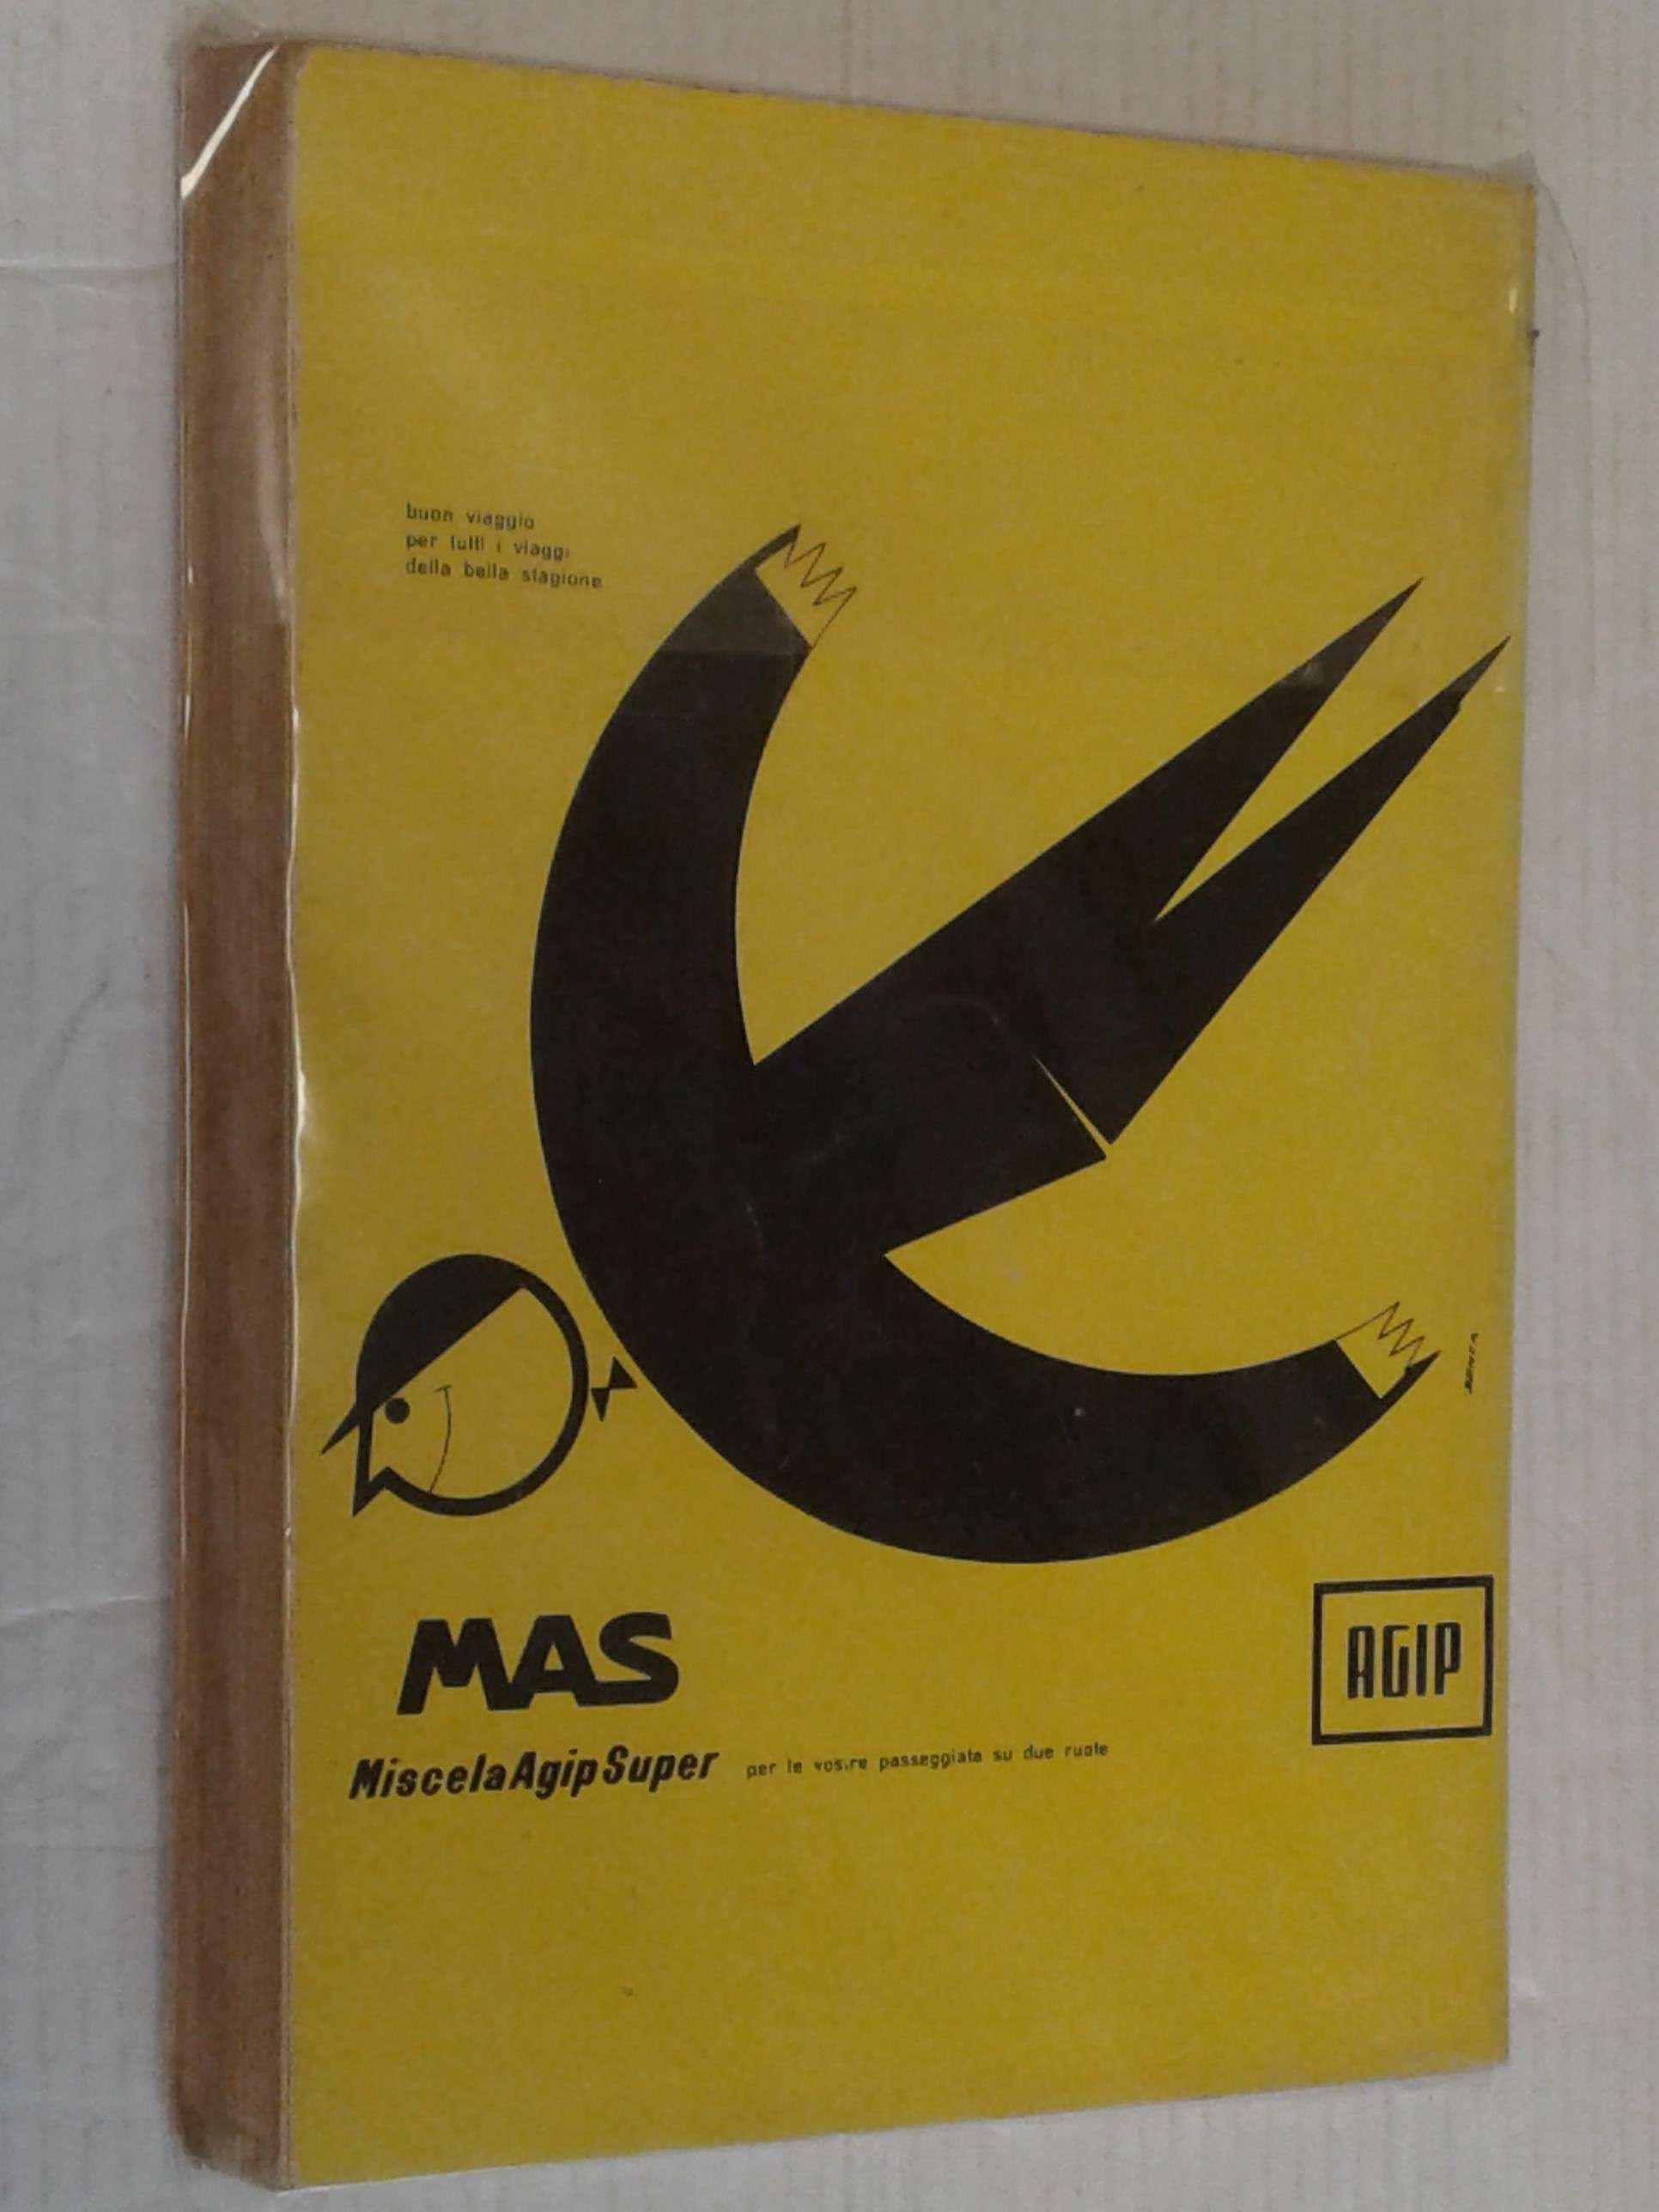 buon viaggio
per tutti i viaggi
della bella stagione
MAS
AGIP
MiscelaAgipSuper per le vostre passeggiate su due ruote